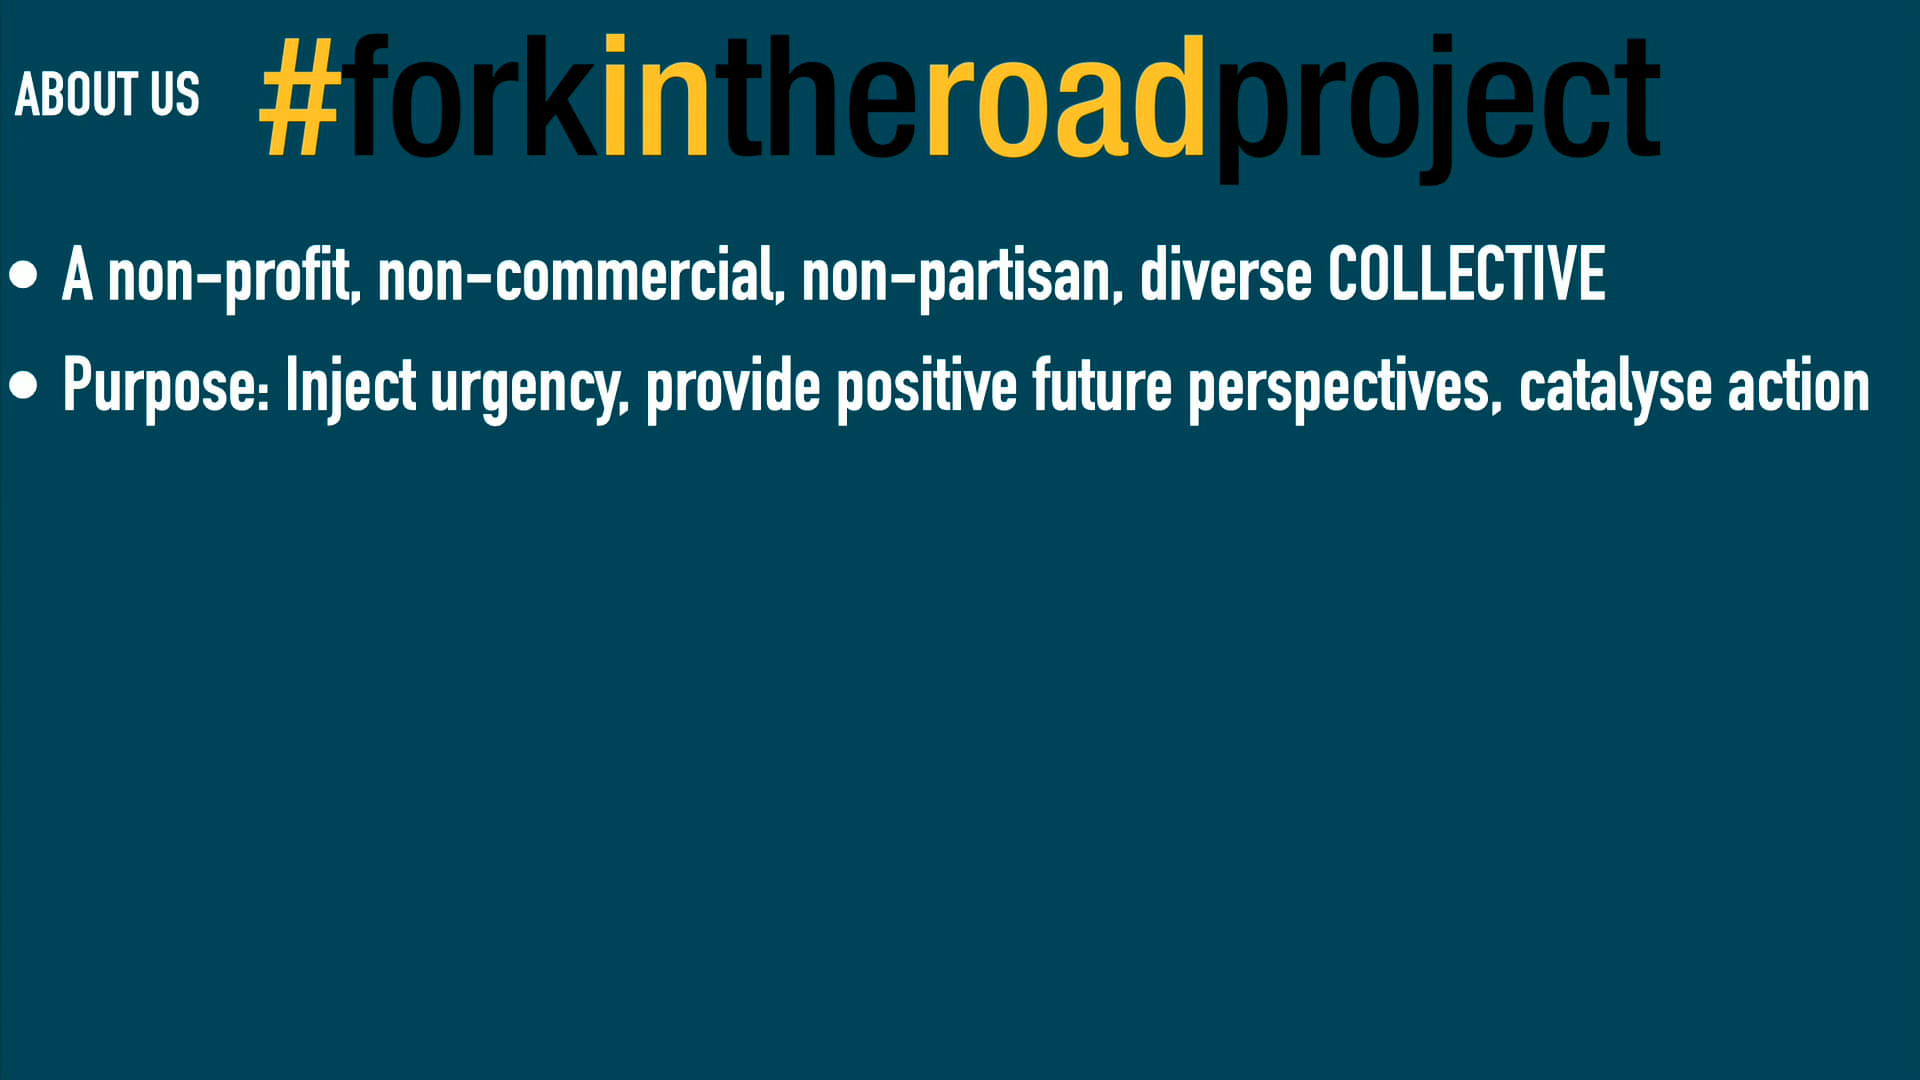 ABOUT US #forkintheroadproject
• A non-profit, non-commercial, non-partisan, diverse COLLECTIVE
• Purpose: Inject urgency, provide positive future perspectives, catalyse action